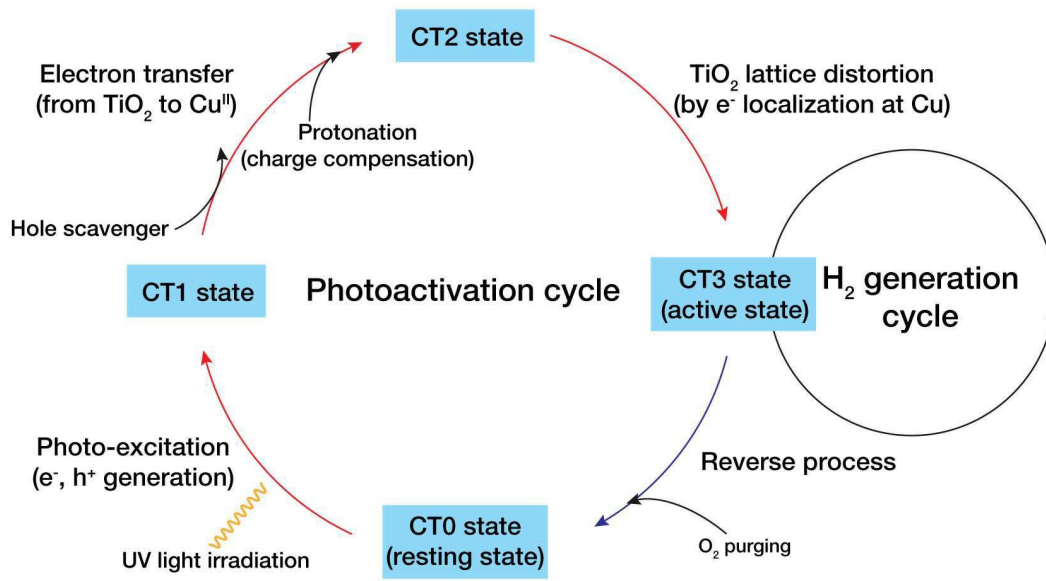 CT2 state
Electron transfer
(from TiO₂ to Cuᴵᴵ)
TiO₂ lattice distortion
(by e⁻ localization at Cu)
Protonation
(charge compensation)
Hole scavenger
CT1 state
Photoactivation cycle
CT3 state
(active state)
H₂ generation
cycle
Photo-excitation
(e⁻, h⁺ generation)
Reverse process
CT0 state
(resting state)
UV light irradiation
O₂ purging